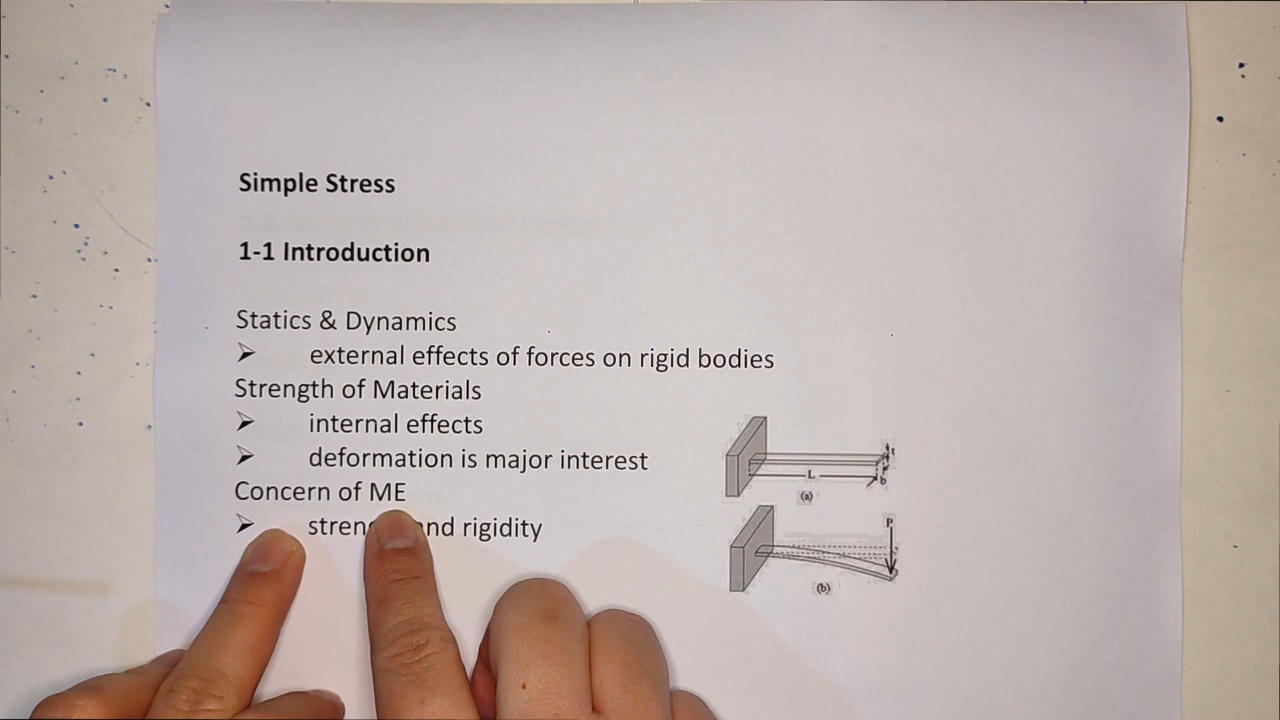 Simple Stress
1-1 Introduction
Statics & Dynamics
➢ external effects of forces on rigid bodies
Strength of Materials
➢ internal effects
➢ deformation is major interest
Concern of ME
➢ and rigidity
L
b
(a)
P
(b)